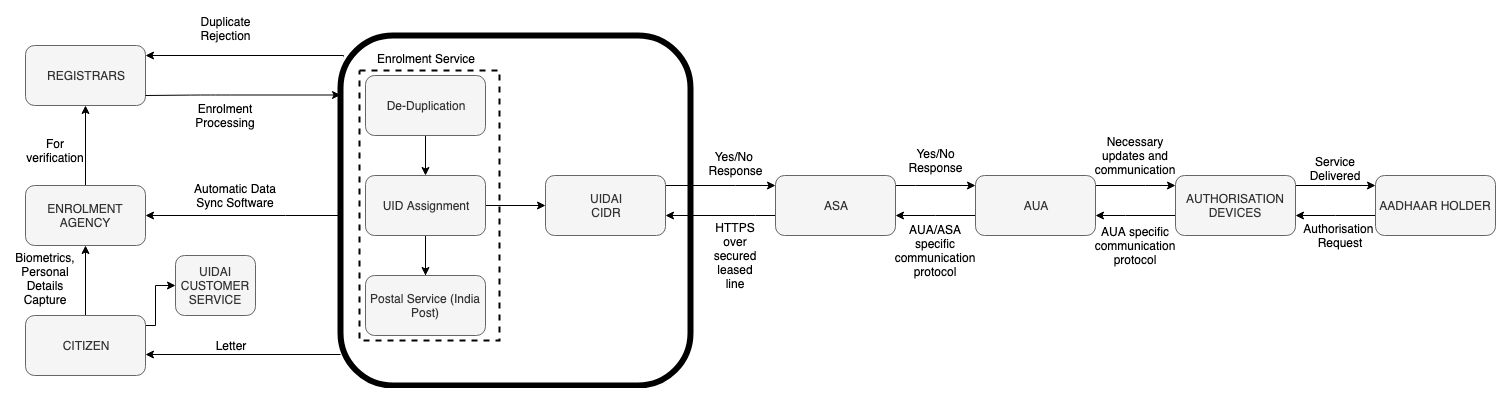 Duplicate
Rejection
REGISTRARS
Enrolment
Processing
For
verification
ENROLMENT
AGENCY
Automatic Data
Sync Software
Biometrics,
Personal
Details
Capture
UIDAI
CUSTOMER
SERVICE
CITIZEN
Letter
Enrolment Service
De-Duplication
UID Assignment
Postal Service (India
Post)
UIDAI
CIDR
Yes/No
Response
HTTPS
over
secured
leased
line
ASA
Yes/No
Response
AUA/ASA
specific
communication
protocol
AUA
Necessary
updates and
communication
AUA specific
communication
protocol
AUTHORISATION
DEVICES
Service
Delivered
Authorisation
Request
AADHAAR HOLDER